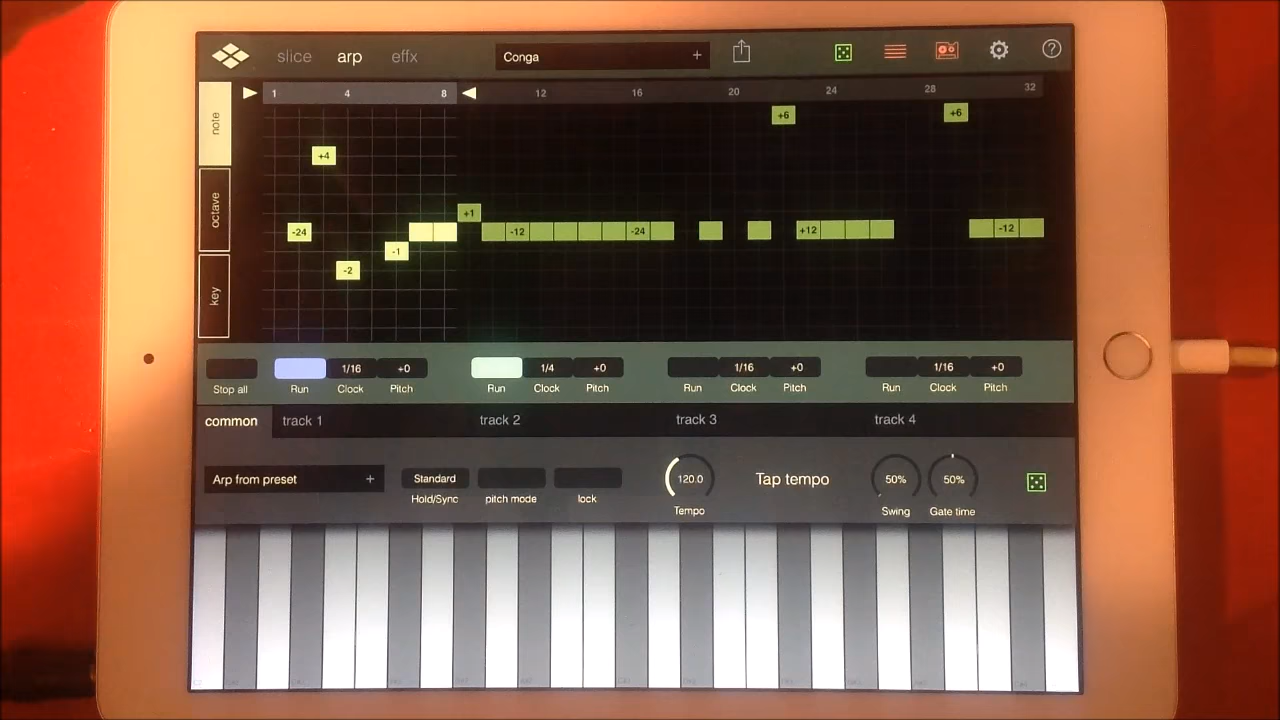 slice arp effx Conga +
1 4 8 12 16 20 24 28 32
note
octave
key
+6 +6
+4
+1
-24 -12 -24 +12 -12
-1
-2
1/16 +0 1/4 +0 1/16 +0 1/16 +0
Stop all Run Clock Pitch Run Clock Pitch Run Clock Pitch Run Clock Pitch
common track 1 track 2 track 3 track 4
Arp from preset + Standard 120.0 Tap tempo 50% 50%
Hold/Sync pitch mode lock
Tempo Swing Gate time